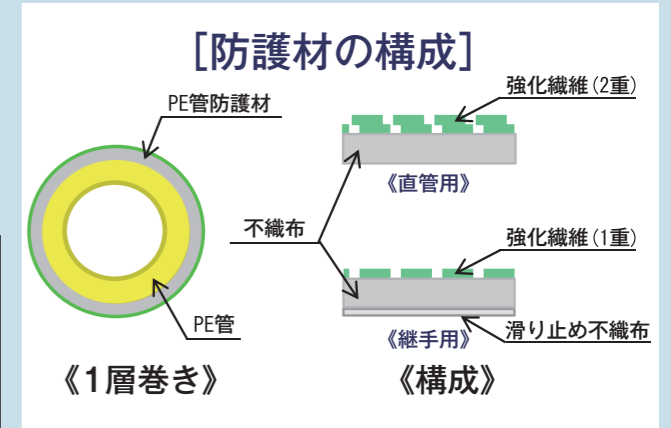 [防護材の構成]
強化繊維(2重)
PE管防護材
《直管用》
不織布
強化繊維(1重)
PE管
《継手用》
滑り止め不織布
《1層巻き》
《構成》